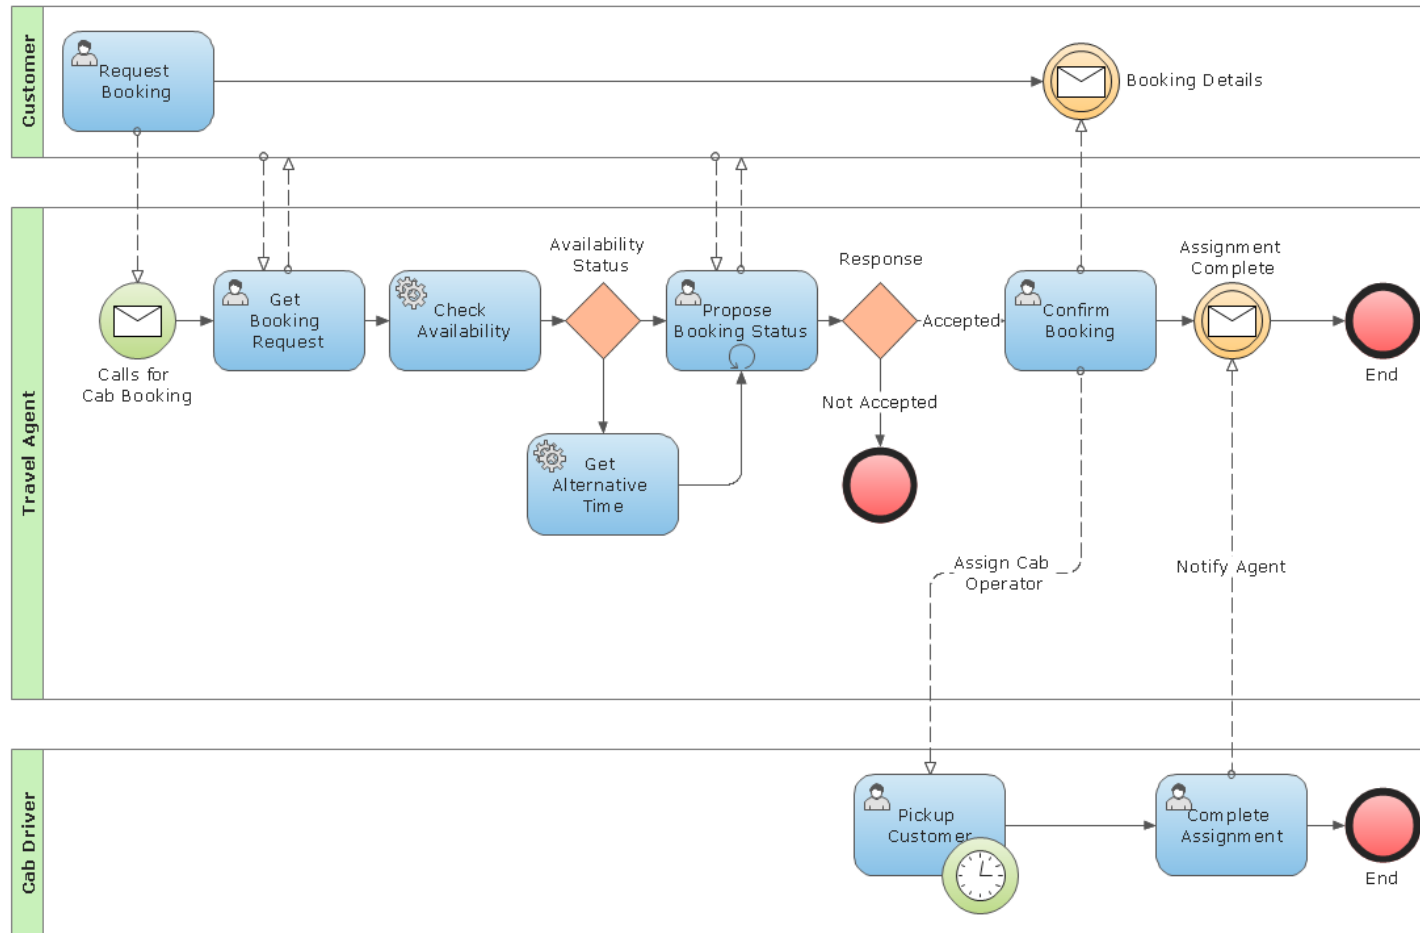 Customer
Request
Booking
Booking Details
Travel Agent
Calls for
Cab Booking
Get
Booking
Request
Check
Availability
Availability
Status
Get
Alternative
Time
Propose
Booking Status
Response
Accepted
Not Accepted
Confirm
Booking
Assignment
Complete
End
Assign Cab
Operator
Notify Agent
Cab Driver
Pickup
Customer
Complete
Assignment
End